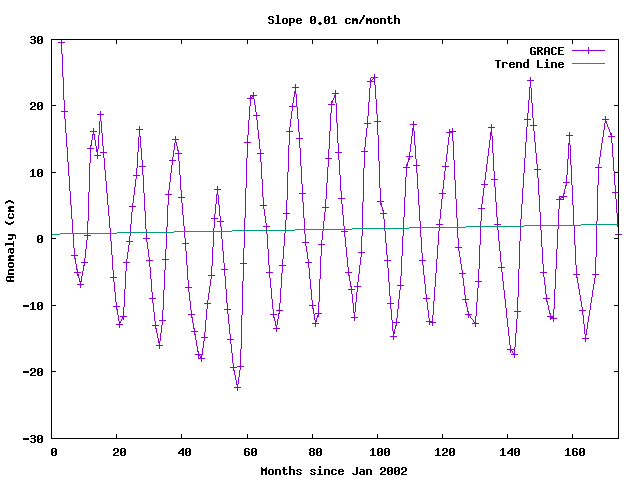 Slope 0.01 cm/month
GRACE
Trend Line
30
20
10
0
-10
-20
-30
Anomaly (cm)
0 20 40 60 80 100 120 140 160
Months since Jan 2002